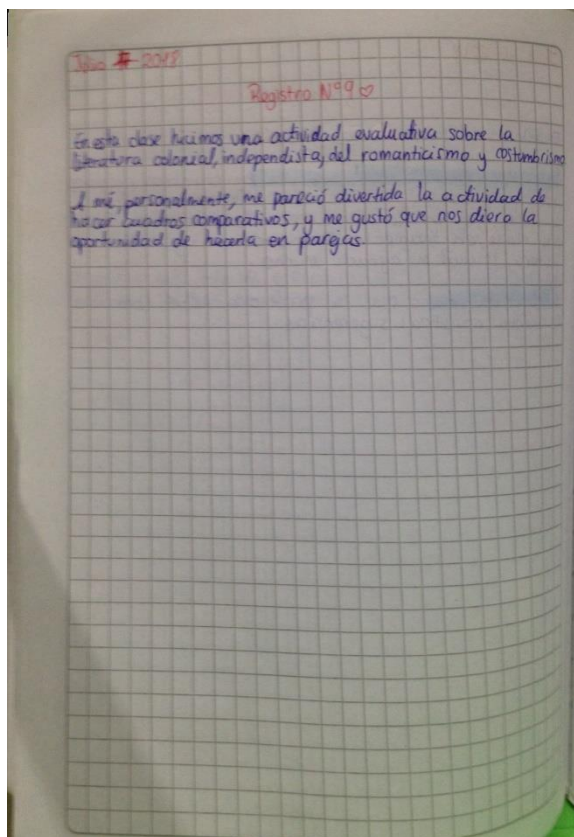 Julio 2018
Registro N°9 ♡
En esta clase hicimos una actividad evaluativa sobre la
literatura colonial, independista, del romanticismo y costumbrismo
A mí, personalmente, me pareció divertida la actividad de
hacer cuadros comparativos, y me gustó que nos diera la
oportunidad de hacerla en parejas.